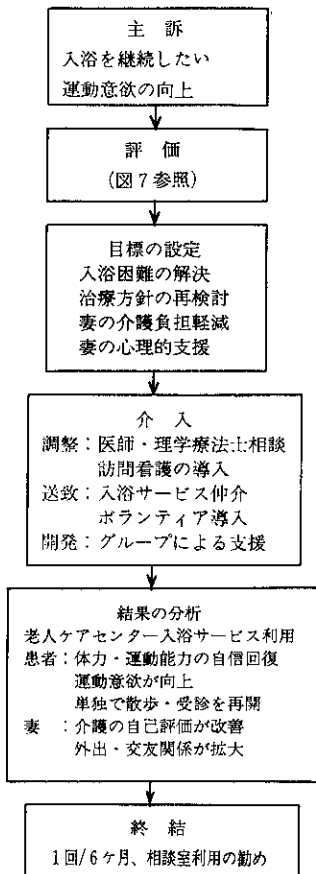 主 訴
入浴を継続したい
運動意欲の向上
評 価
(図7参照)
目標の設定
入浴困難の解決
治療方針の再検討
妻の介護負担軽減
妻の心理的支援
介 入
調整:医師・理学療法士相談
訪問看護の導入
送致:入浴サービス仲介
ボランティア導入
開発:グループによる支援
結果の分析
老人ケアセンター入浴サービス利用
患者:体力・運動能力の自信回復
運動意欲が向上
単独で散歩・受診を再開
妻 :介護の自己評価が改善
外出・交友関係が拡大
終 結
1回/6ヶ月、相談室利用の勧め